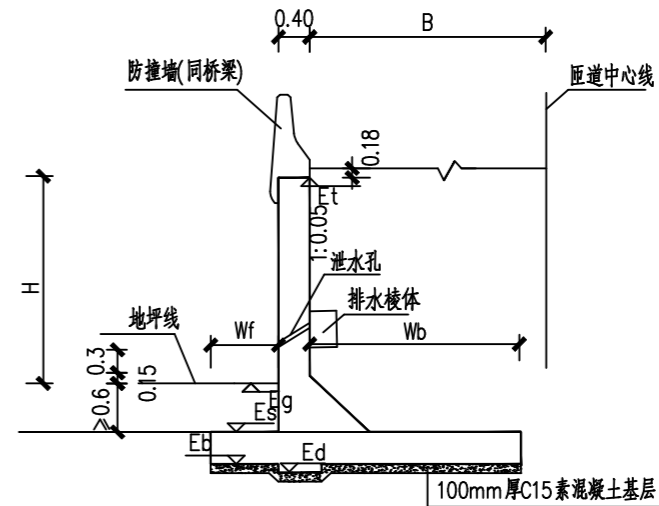 0.40
B
防撞墙(同桥梁)
匝道中心线
0.18
Et
1:0.05
泄水孔
排水棱体
H
地坪线
Wf
Wb
0.3
0.15
≥0.6
Eg
Es
Eb
Ed
100mm厚C15素混凝土基层